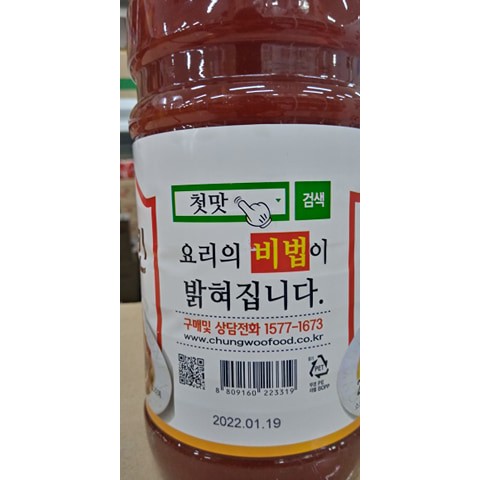 첫맛 검색
요리의 비법이
밝혀집니다.
구매및 상담전화 1577-1673
www.chungwoofood.co.kr
PET
8 809160 223319
2022.01.19